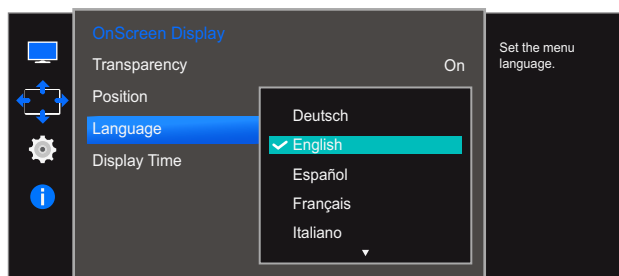 OnScreen Display
Transparency On
Position
Language
Display Time
Deutsch
English
Español
Français
Italiano
Set the menu
language.